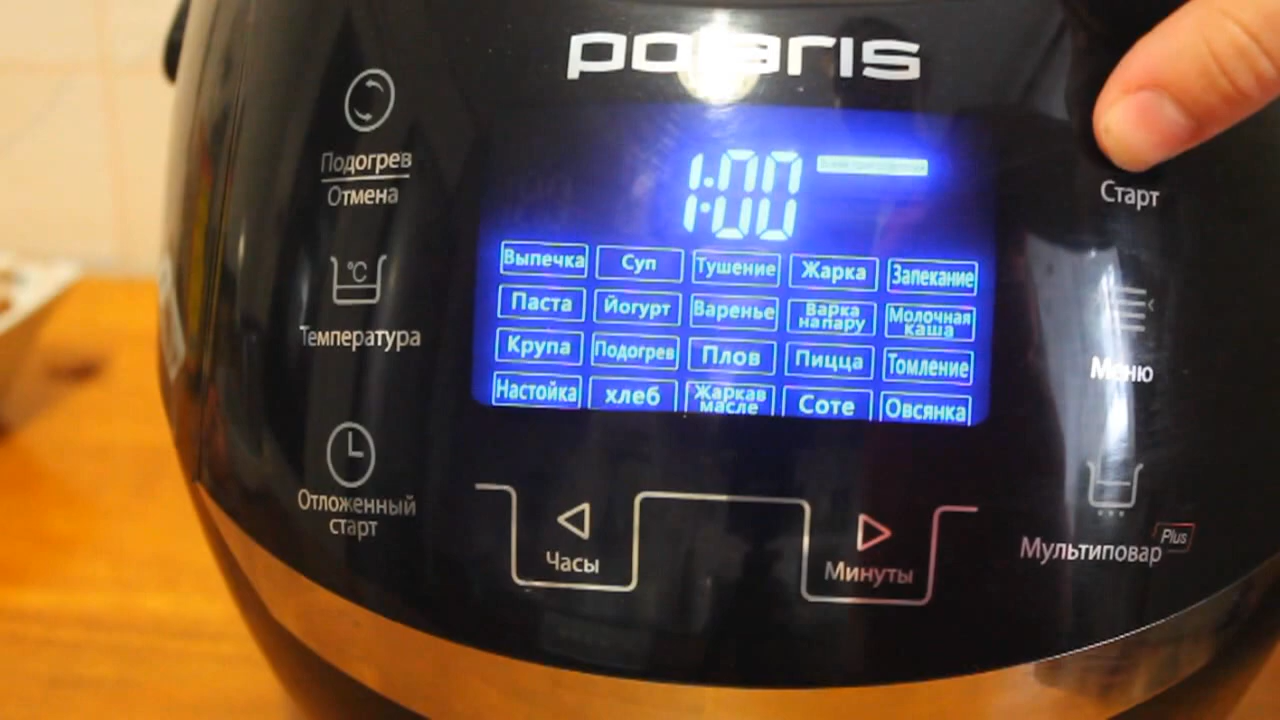 polaris
1:00
Подогрев
Отмена
Старт
°C
Температура
Выпечка Суп Тушение Жарка Запекание
Паста Йогурт Варенье Варка на пару Молочная каша
Крупа Подогрев Плов Пицца Томление
Настойка хлеб Жарка в масле Соте Овсянка
Меню
Отложенный
старт
Часы
Минуты
Мультиповар Plus